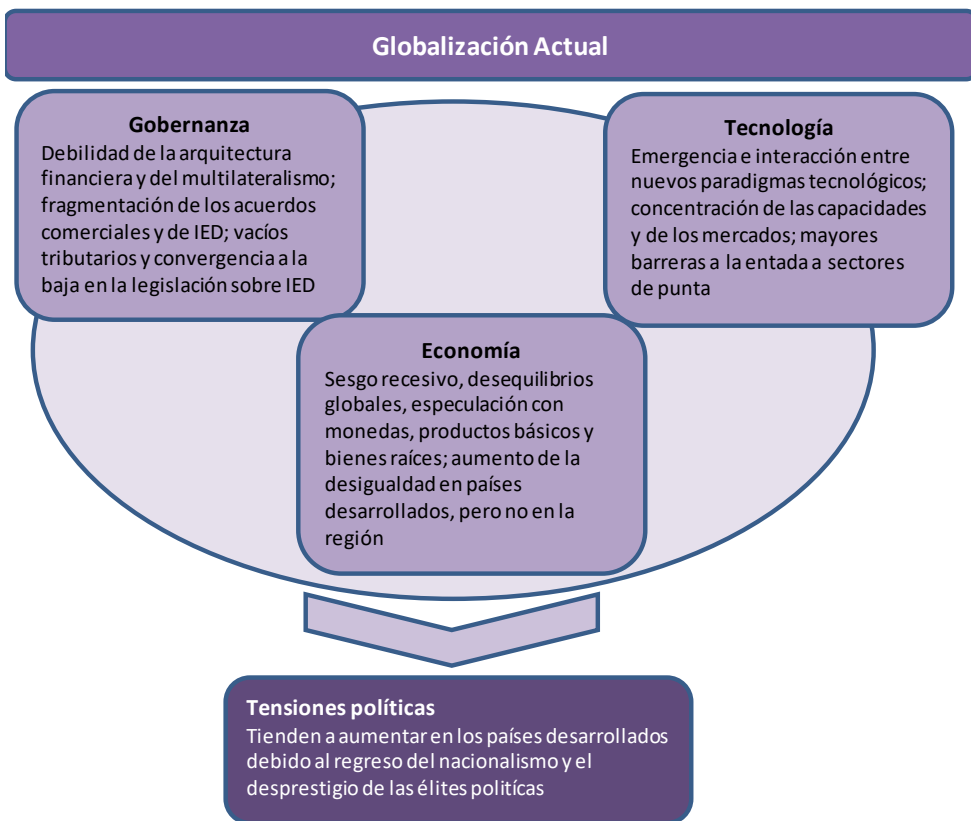 Globalización Actual
Gobernanza
Debilidad de la arquitectura
financiera y del multilateralismo;
fragmentación de los acuerdos
comerciales y de IED; vacíos
tributarios y convergencia a la
baja en la legislación sobre IED
Tecnología
Emergencia e interacción entre
nuevos paradigmas tecnológicos;
concentración de las capacidades
y de los mercados; mayores
barreras a la entada a sectores
de punta
Economía
Sesgo recesivo, desequilibrios
globales, especulación con
monedas, productos básicos y
bienes raíces; aumento de la
desigualdad en países
desarrollados, pero no en la
región
Tensiones políticas
Tienden a aumentar en los países desarrollados
debido al regreso del nacionalismo y el
desprestigio de las élites politícas